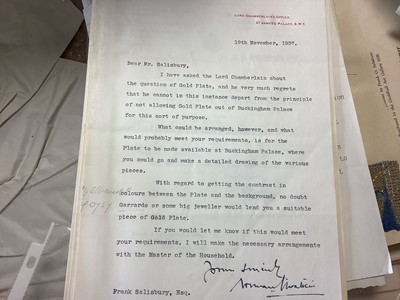 LORD CHAMBERLAIN'S OFFICE,
ST JAMES'S PALACE, S.W.1.
19th November, 1937.
Dear Mr. Salisbury,
I have asked the Lord Chamberlain about
the question of Gold Plate, and he very much regrets
that he cannot in this instance depart from the principle
of not allowing Gold Plate out of Buckingham Palace
for this sort of purpose.
What could be arranged, however, and what
would probably meet your requirements, is for the
Plate to be made available at Buckingham Palace, where
you could go and make a detailed drawing of the various
pieces.
With regard to getting the contrast in
colours between the Plate and the background, no doubt
Garrards or some big jeweller would lend you a suitable
piece of Gold Plate.
If you would let me know if this would meet
your requirements, I will make the necessary arrangements
with the Master of the Household.
Yours sincerely
Frank Salisbury, Esq.